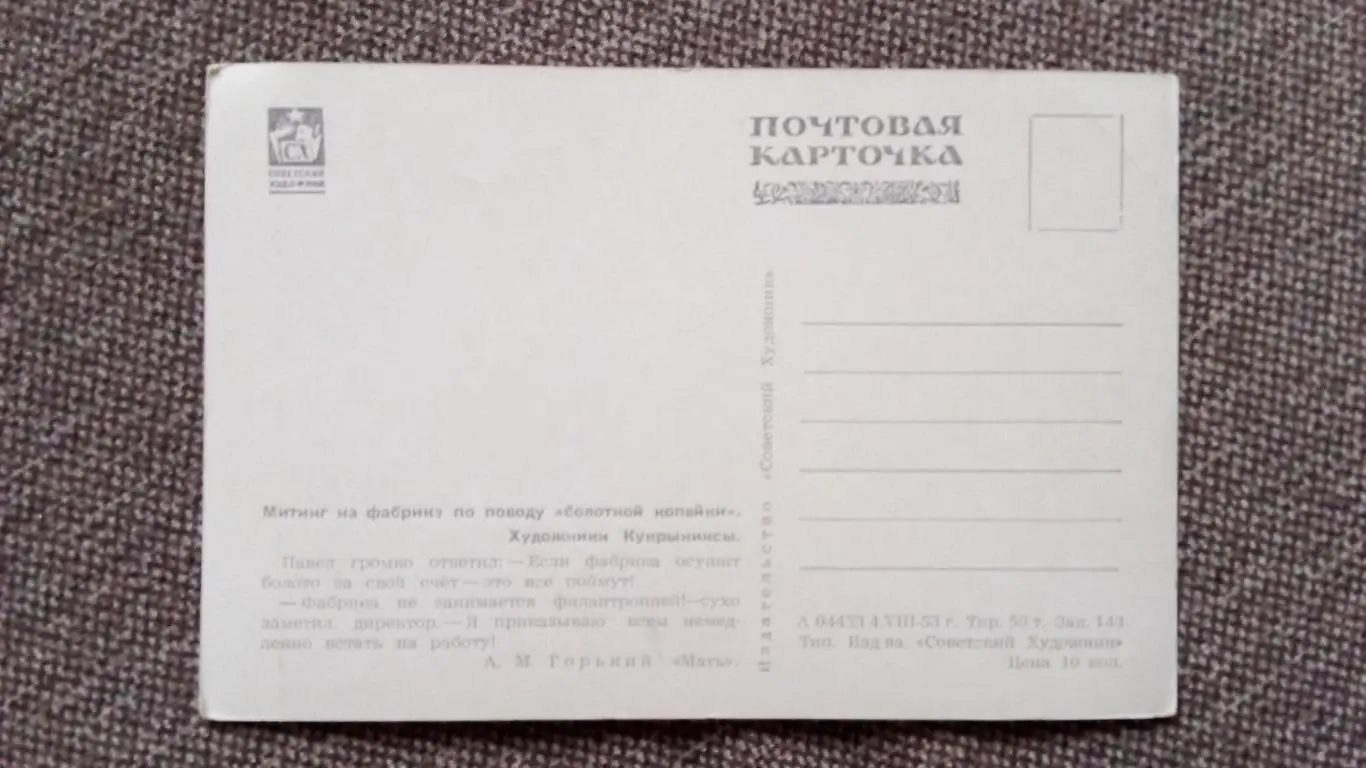 СХ
СОВЕТСКИЙ
ХУДОЖНИК
ПОЧТОВАЯ
КАРТОЧКА
Митинг на фабрике по поводу «болотной копейки».
Художники Кукрыниксы.
Павел громко ответил: — Если фабрика осушит
болото за свой счёт — это все поймут!
— Фабрика не занимается филантропией! — сухо
заметил директор. — Я приказываю всем немед-
ленно встать на работу!
А. М. Горький «Мать».
Издательство «Советский Художник»
А 4.VIII-53 г. Тир. 50 т. Зак. 143
Тип. Изд-ва «Советский Художник»
Цена 10 коп.